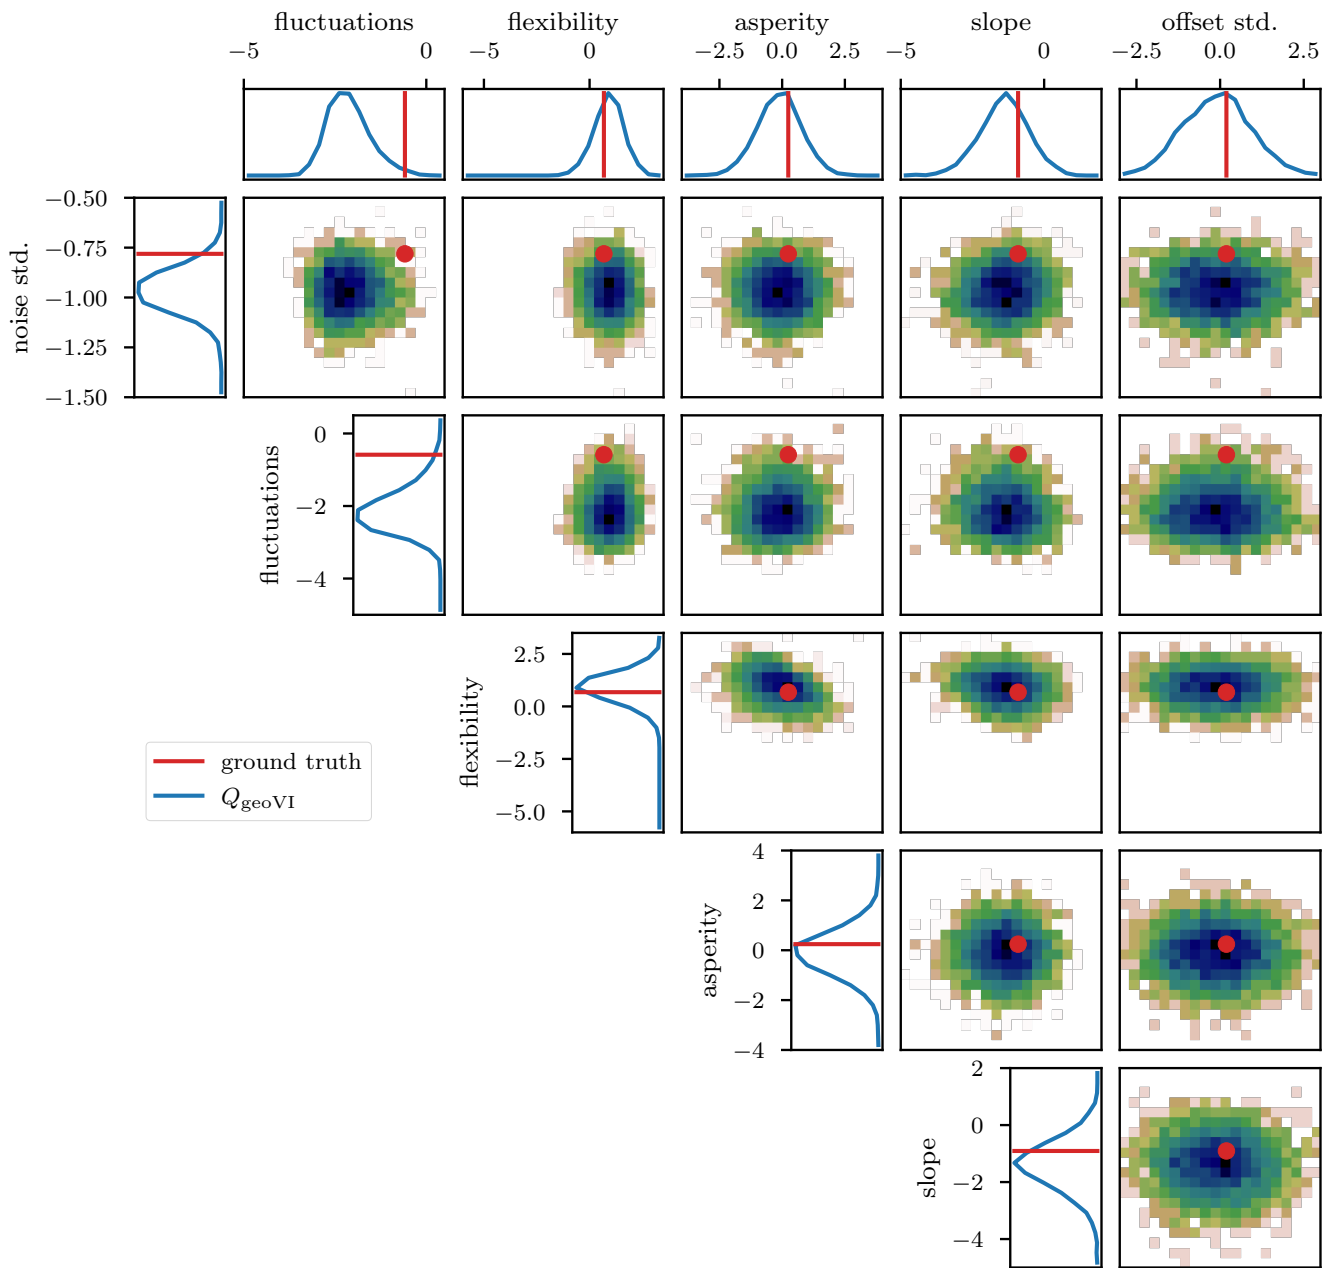 fluctuations flexibility asperity slope offset std.
−5 0 −5 0 −2.5 0.0 2.5 −5 0 −2.5 0.0 2.5
noise std.
−0.50
−0.75
−1.00
−1.25
−1.50
fluctuations
0
−2
−4
flexibility
2.5
0.0
−2.5
−5.0
ground truth
Q_geoVI
asperity
4
2
0
−2
−4
slope
2
0
−2
−4